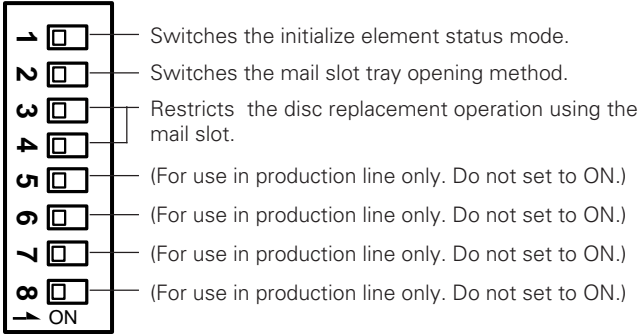 1 Switches the initialize element status mode.
2 Switches the mail slot tray opening method.
3 Restricts the disc replacement operation using the
4 mail slot.
5 (For use in production line only. Do not set to ON.)
6 (For use in production line only. Do not set to ON.)
7 (For use in production line only. Do not set to ON.)
8 (For use in production line only. Do not set to ON.)
ON